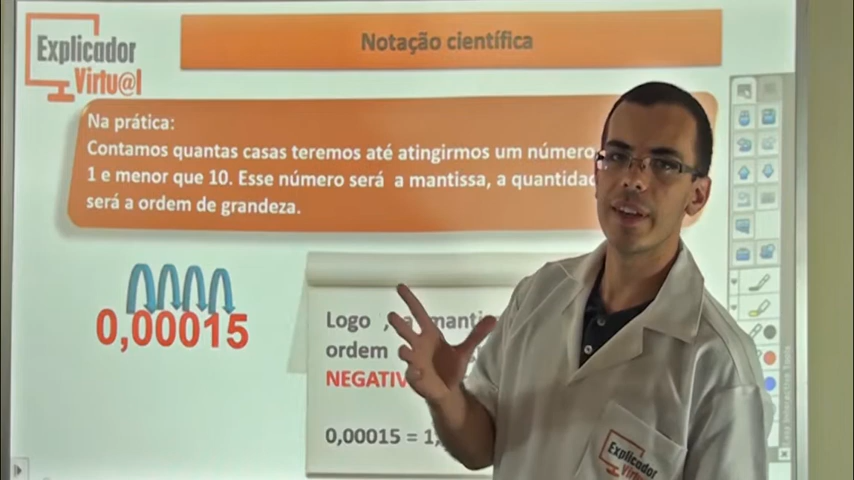 Explicador
Virtu@l
Notação científica
Na prática:
Contamos quantas casas teremos até atingirmos um número
1 e menor que 10. Esse número será a mantissa, a quantidad
será a ordem de grandeza.
0,00015
Logo , a mant
ordem
NEGATIV
0,00015 = 1,
Explicador
Virtu